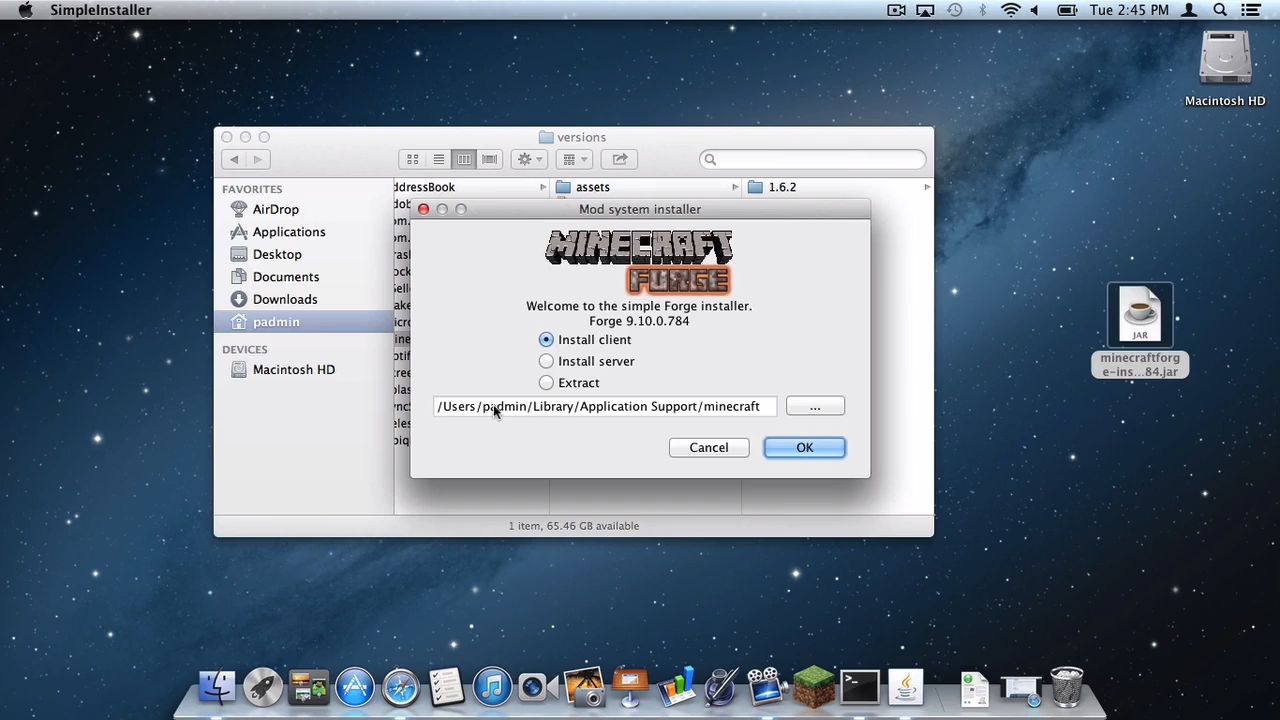 SimpleInstaller
Tue 2:45 PM
Macintosh HD
versions
FAVORITES
AirDrop
Applications
Desktop
Documents
Downloads
padmin
DEVICES
Macintosh HD
ddressBook
assets
1.6.2
Mod system installer
MINECRAFT
FORGE
Welcome to the simple Forge installer.
Forge 9.10.0.784
Install client
Install server
Extract
/Users/padmin/Library/Application Support/minecraft
...
Cancel
OK
1 item, 65.46 GB available
JAR
minecraftforg
e-ins...84.jar